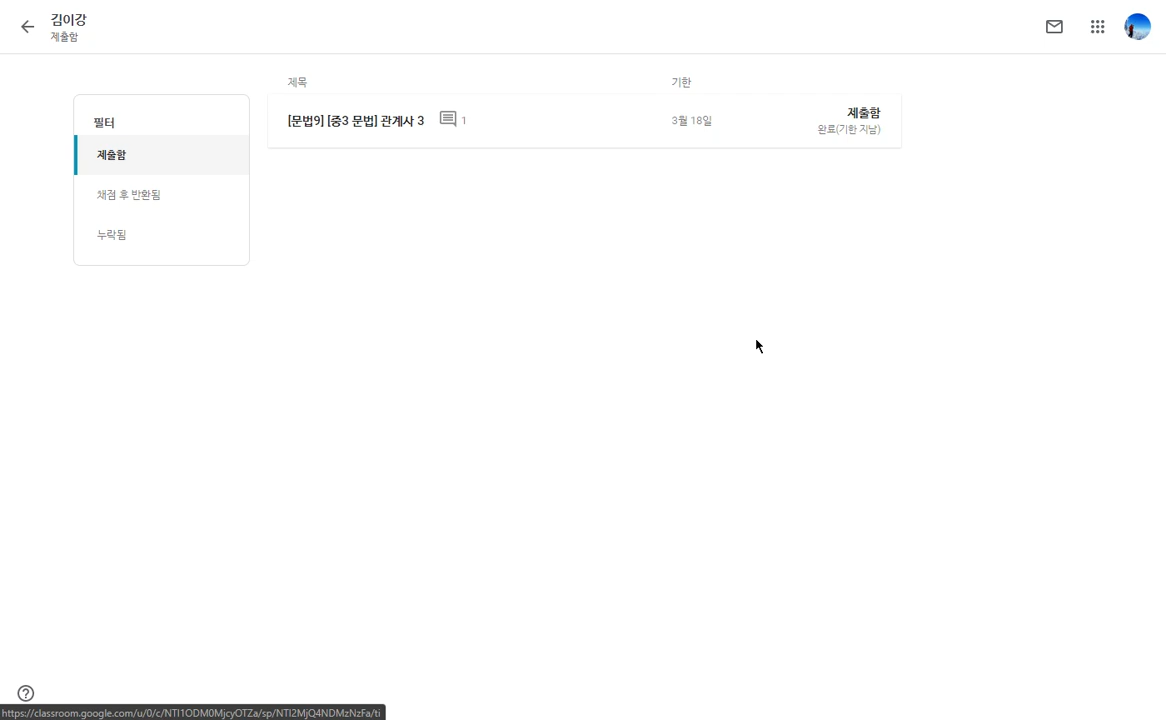 김이강
제출함
제목
기한
필터
제출함
채점 후 반환됨
누락됨
[문법9] [중3 문법] 관계사 3
1
3월 18일
제출함
완료(기한 지남)
https://classroom.google.com/u/0/c/NTI1ODM0MjcyOTZa/sp/NTI2MjQ4NDMzNzFa/ti